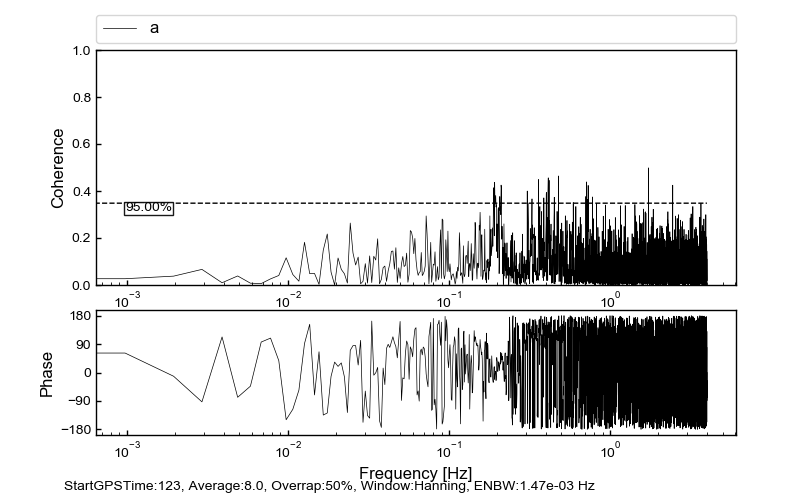 a
1.0
0.8
0.6
0.4
0.2
0.0
Coherence
95.00%
10⁻³ 10⁻² 10⁻¹ 10⁰
180
90
0
−90
−180
Phase
10⁻³ 10⁻² 10⁻¹ 10⁰
Frequency [Hz]
StartGPSTime:123, Average:8.0, Overrap:50%, Window:Hanning, ENBW:1.47e-03 Hz